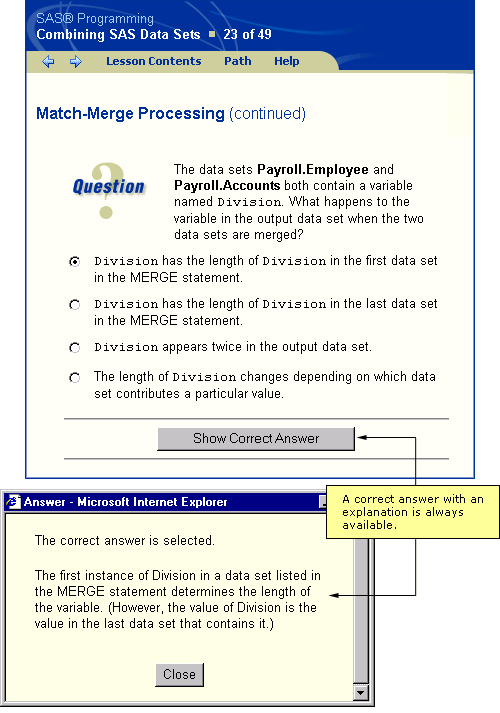 SAS® Programming
Combining SAS Data Sets ■ 23 of 49
Lesson Contents Path Help
Match-Merge Processing (continued)
Question
The data sets Payroll.Employee and
Payroll.Accounts both contain a variable
named Division. What happens to the
variable in the output data set when the two
data sets are merged?
Division has the length of Division in the first data set
in the MERGE statement.
Division has the length of Division in the last data set
in the MERGE statement.
Division appears twice in the output data set.
The length of Division changes depending on which data
set contributes a particular value.
Show Correct Answer
A correct answer with an
explanation is always
available.
Answer - Microsoft Internet Explorer
The correct answer is selected.
The first instance of Division in a data set listed in
the MERGE statement determines the length of
the variable. (However, the value of Division is the
value in the last data set that contains it.)
Close